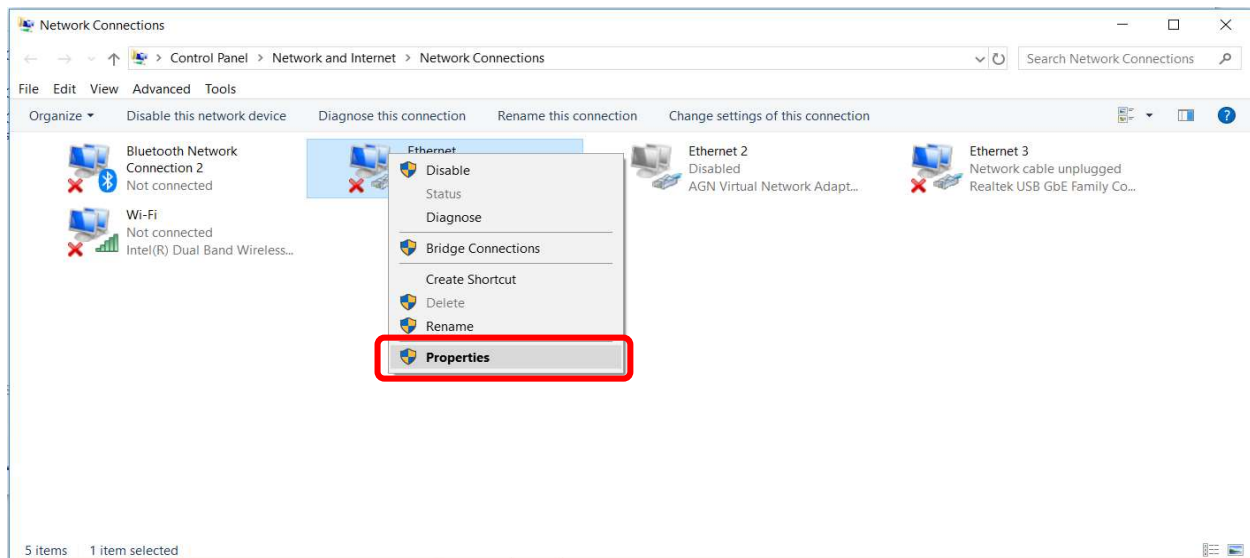 Network Connections
Control Panel > Network and Internet > Network Connections
Search Network Connections
File Edit View Advanced Tools
Organize Disable this network device Diagnose this connection Rename this connection Change settings of this connection
Bluetooth Network
Connection 2
Not connected
Ethernet
Ethernet 2
Disabled
AGN Virtual Network Adapt...
Ethernet 3
Network cable unplugged
Realtek USB GbE Family Co...
Wi-Fi
Not connected
Intel(R) Dual Band Wireless...
Disable
Status
Diagnose
Bridge Connections
Create Shortcut
Delete
Rename
Properties
5 items 1 item selected